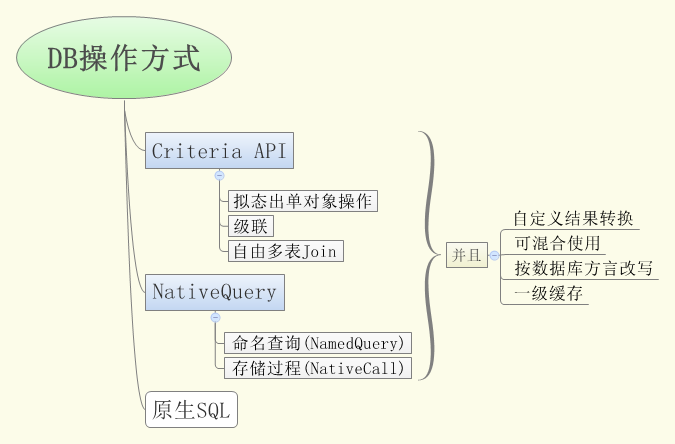 DB操作方式
Criteria API
拟态出单对象操作
级联
自由多表Join
NativeQuery
命名查询(NamedQuery)
存储过程(NativeCall)
原生SQL
并且
自定义结果转换
可混合使用
按数据库方言改写
一级缓存